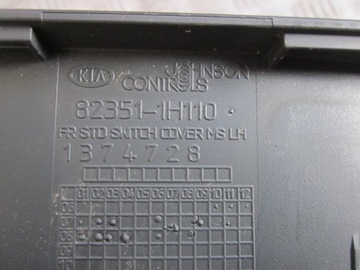 KIA JOHNSON
CONTROLS
82351-1H110
FR STD SWITCH COVER MS LH
1374728
01 02 03 04 05 06 07 08 09 10 11 12